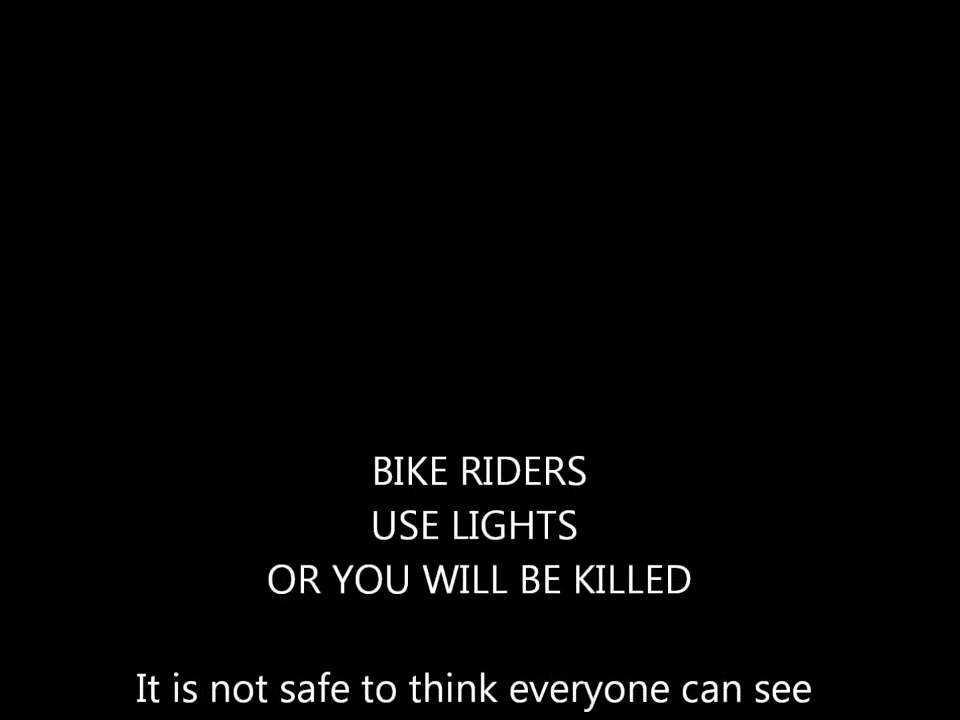 BIKE RIDERS
USE LIGHTS
OR YOU WILL BE KILLED
It is not safe to think everyone can see